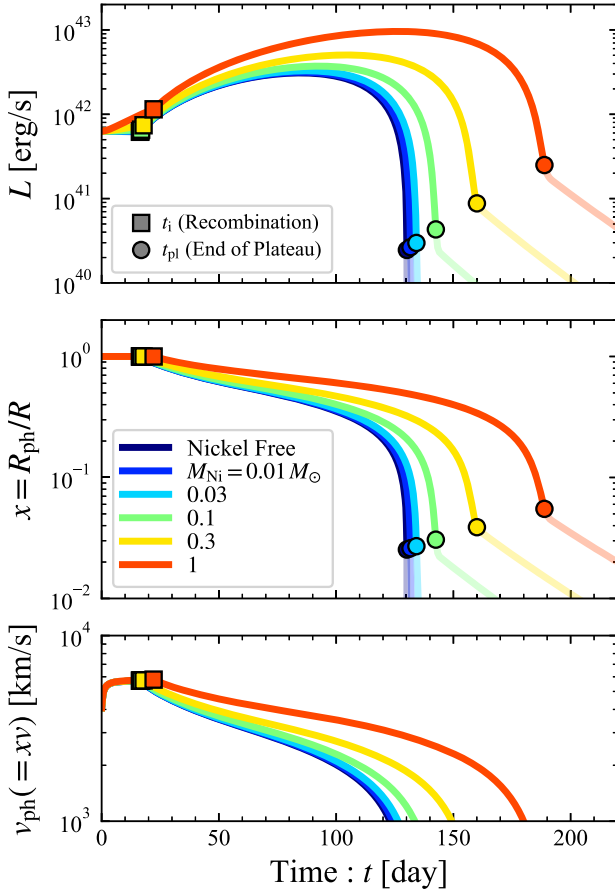 10^43
10^42
10^41
10^40
L [erg/s]
t_i (Recombination)
t_pl (End of Plateau)
10^0
10^-1
10^-2
x = R_ph/R
Nickel Free
M_Ni = 0.01 M_⊙
0.03
0.1
0.3
1
10^4
10^3
v_ph(= xv) [km/s]
0 50 100 150 200
Time : t [day]